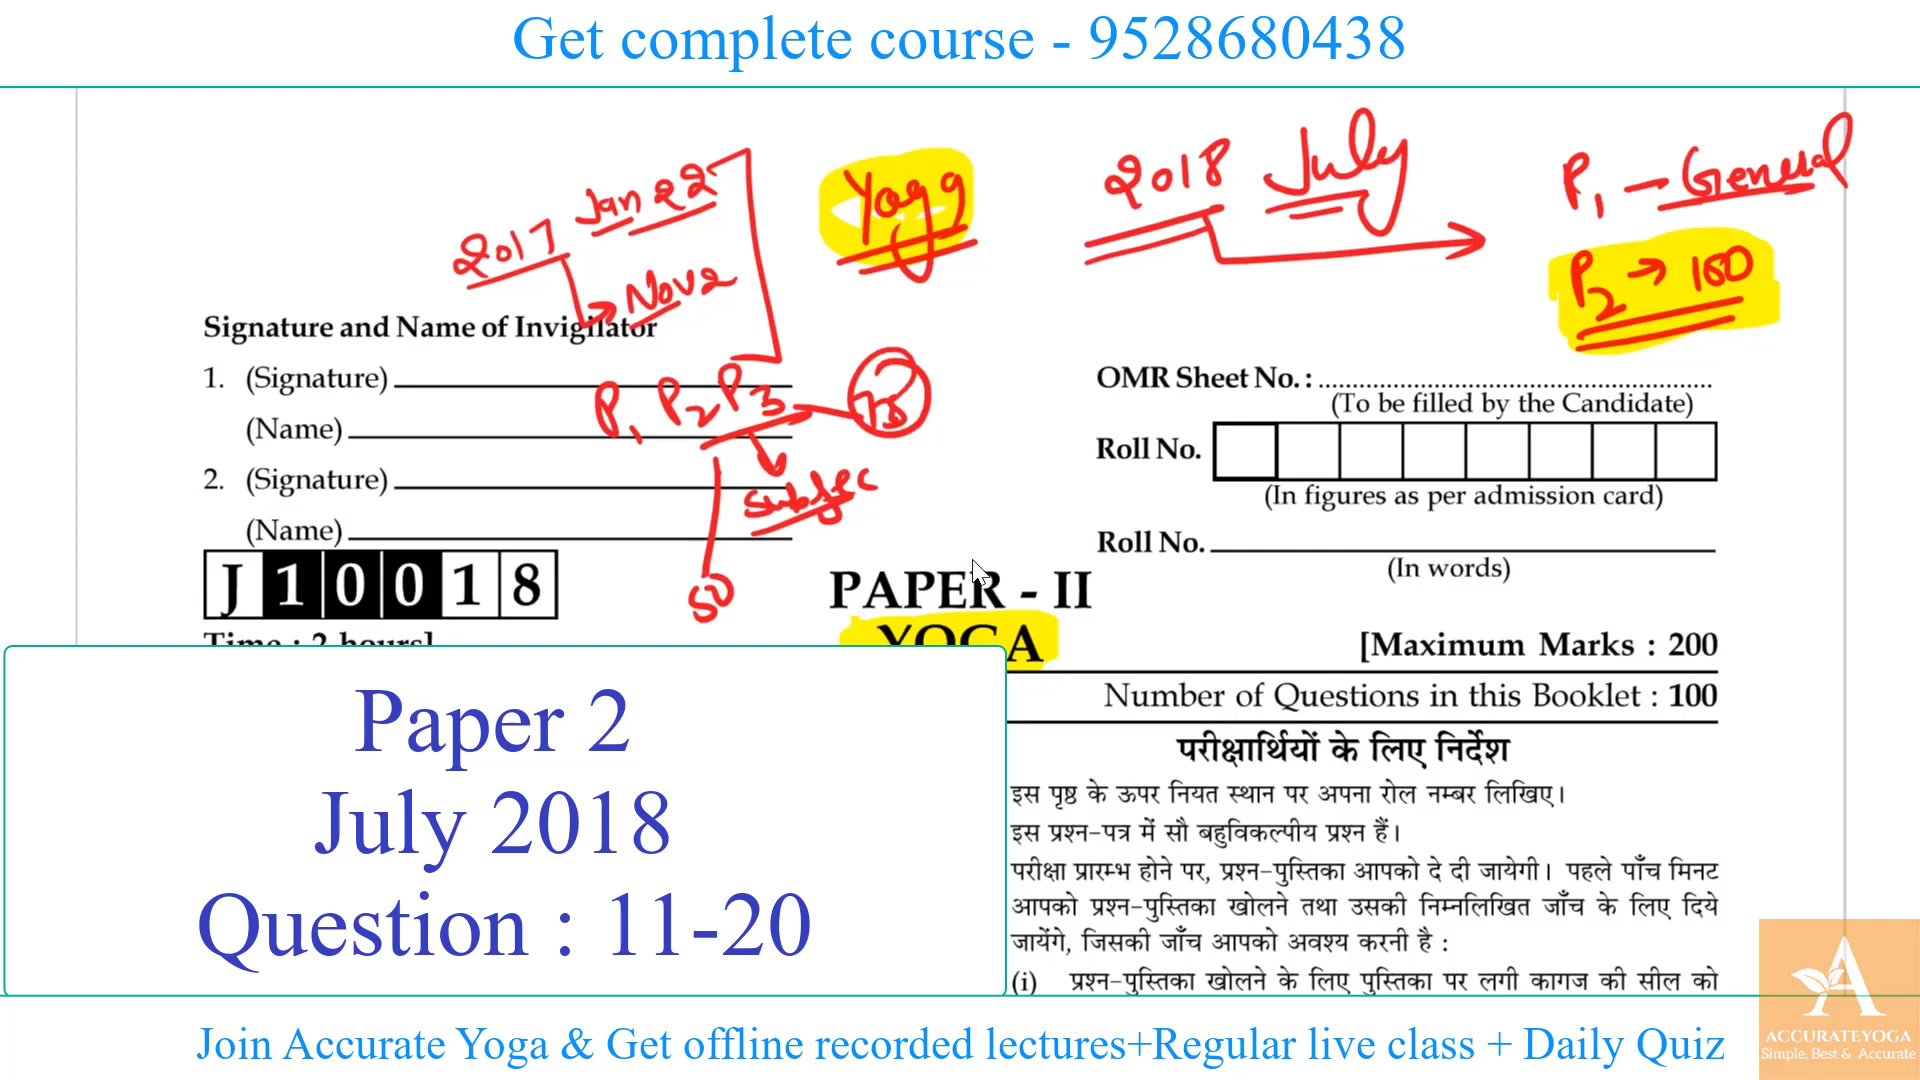 Get complete course - 9528680438
2017 Jan 22
Nov 2
Yoga
2018 July
P1 - General
P2 → 100
Signature and Name of Invigilator
1. (Signature)
(Name)
2. (Signature)
(Name)
P1 P2 P3
75
50
OMR Sheet No. :
(To be filled by the Candidate)
Roll No.
(In figures as per admission card)
Roll No.
(In words)
J 1 0 0 1 8
PAPER - II
YOGA
Time : 2 hours]
[Maximum Marks : 200
Number of Questions in this Booklet : 100
Paper 2
July 2018
Question : 11-20
परीक्षार्थियों के लिए निर्देश
इस पृष्ठ के ऊपर नियत स्थान पर अपना रोल नम्बर लिखिए।
इस प्रश्न-पत्र में सौ बहुविकल्पीय प्रश्न हैं।
परीक्षा प्रारम्भ होने पर, प्रश्न-पुस्तिका आपको दे दी जायेगी। पहले पाँच मिनट
आपको प्रश्न-पुस्तिका खोलने तथा उसकी निम्नलिखित जाँच के लिए दिये
जायेंगे, जिसकी जाँच आपको अवश्य करनी है :
(i) प्रश्न-पुस्तिका खोलने के लिए पुस्तिका पर लगी कागज की सील को
ACCURATEYOGA
Simple, Best & Accurate
Join Accurate Yoga & Get offline recorded lectures+Regular live class + Daily Quiz